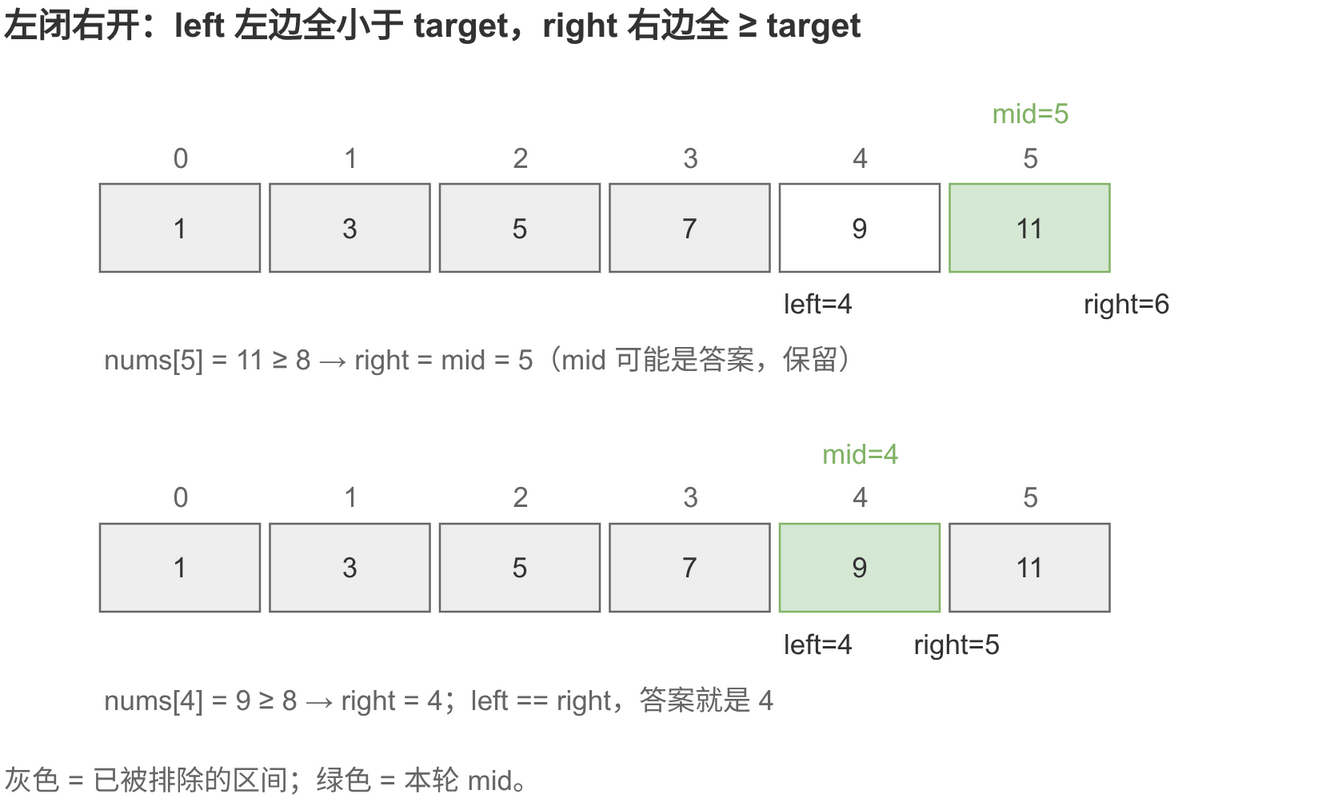 左闭右开：left 左边全小于 target，right 右边全 ≥ target
mid=5
0 1 2 3 4 5
1 3 5 7 9 11
left=4 right=6
nums[5] = 11 ≥ 8 → right = mid = 5（mid 可能是答案，保留）
mid=4
0 1 2 3 4 5
1 3 5 7 9 11
left=4 right=5
nums[4] = 9 ≥ 8 → right = 4；left == right，答案就是 4
灰色 = 已被排除的区间；绿色 = 本轮 mid。